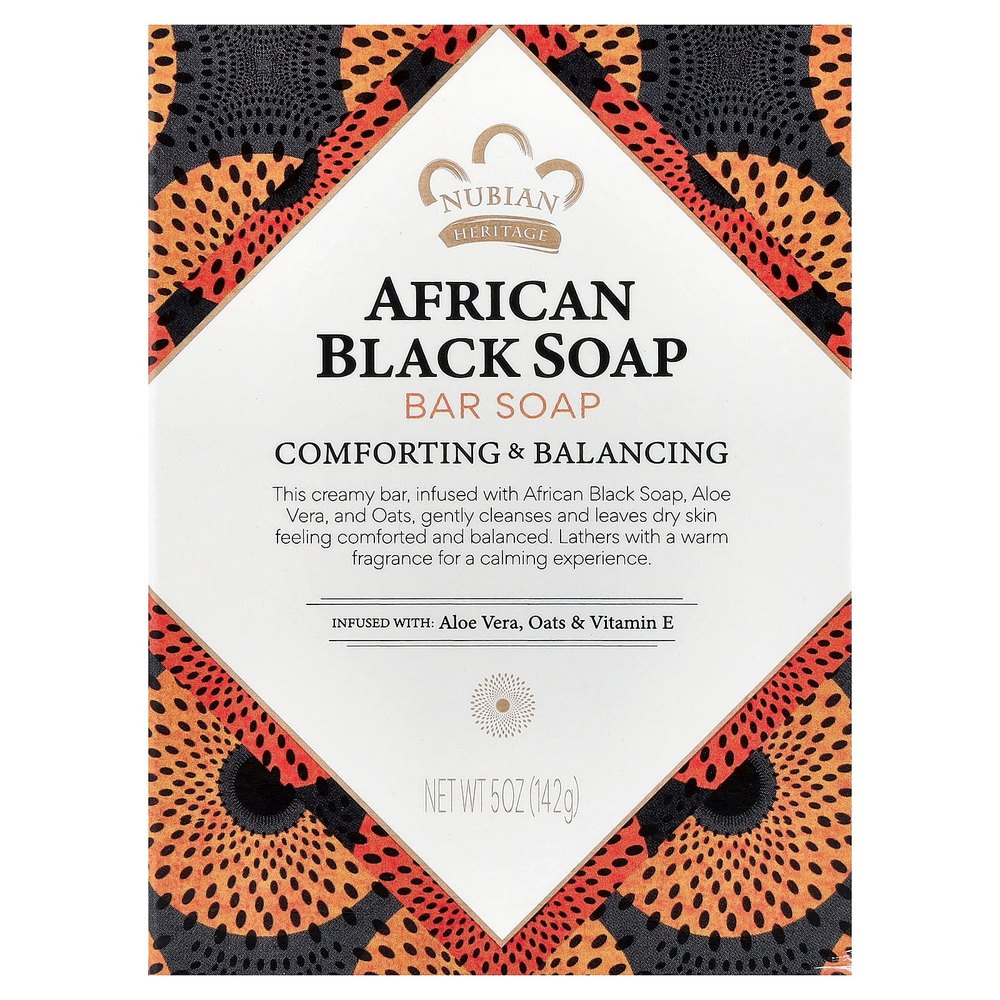 NUBIAN
HERITAGE
AFRICAN
BLACK SOAP
BAR SOAP
COMFORTING & BALANCING
This creamy bar, infused with African Black Soap, Aloe
Vera, and Oats, gently cleanses and leaves dry skin
feeling comforted and balanced. Lathers with a warm
fragrance for a calming experience.
INFUSED WITH: Aloe Vera, Oats & Vitamin E
NET WT 5OZ (142g)